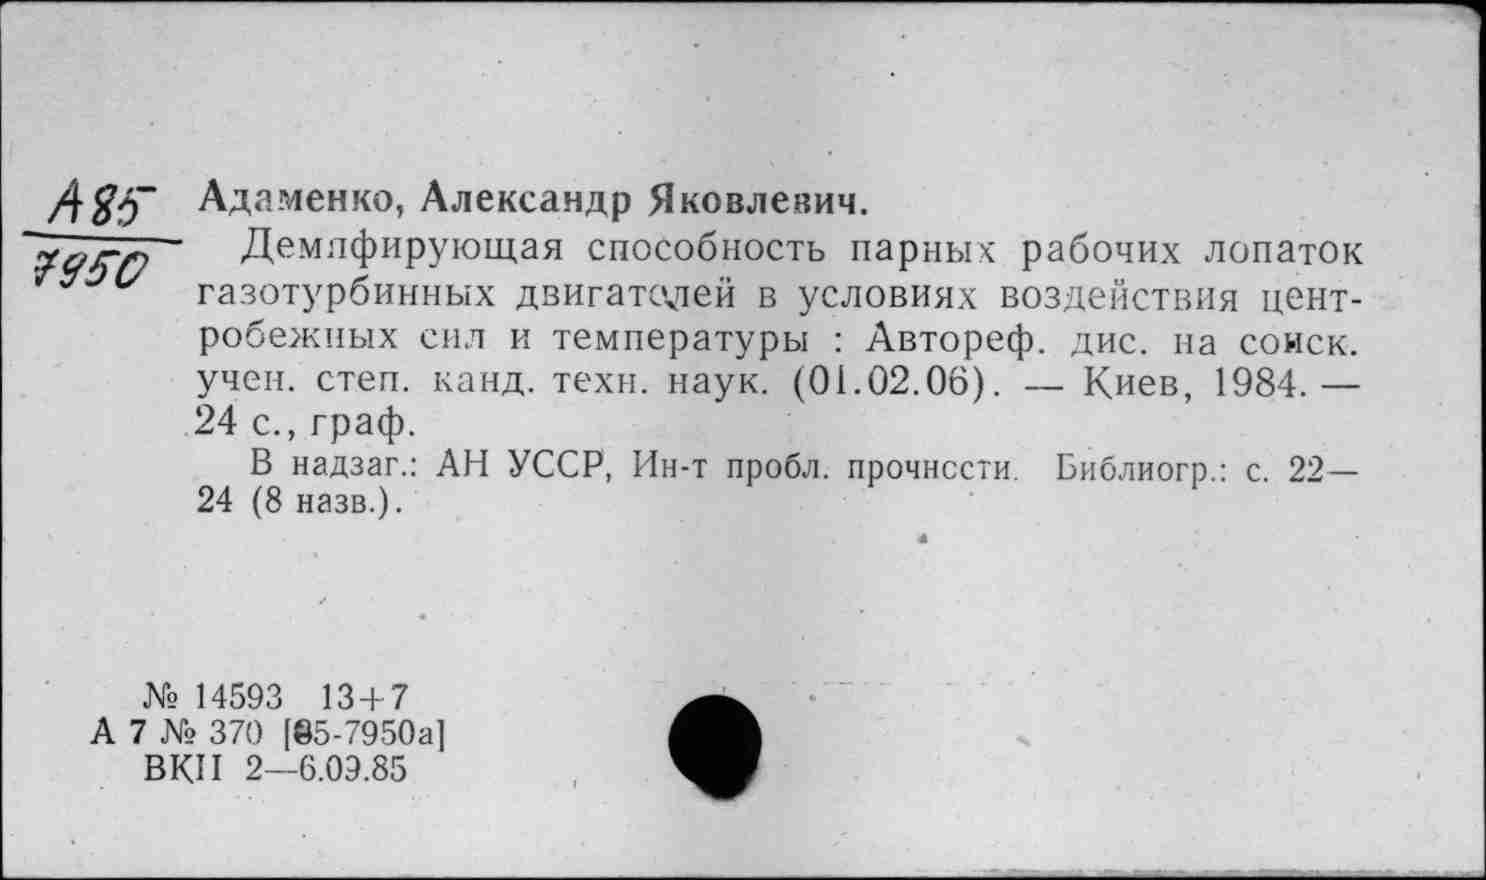 А85
7950
Адаменко, Александр Яковлевич.
Демпфирующая способность парных рабочих лопаток
газотурбинных двигателей в условиях воздействия цент-
робежных сил и температуры : Автореф. дис. на соиск.
учен. степ. канд. техн. наук. (01.02.06). — Киев, 1984. —
24 с., граф.
В надзаг.: АН УССР, Ин-т пробл. прочности. Библиогр.: с. 22—
24 (8 назв.).
№ 14593 13+7
А 7 № 370 [85-7950а]
ВКП 2—6.09.85